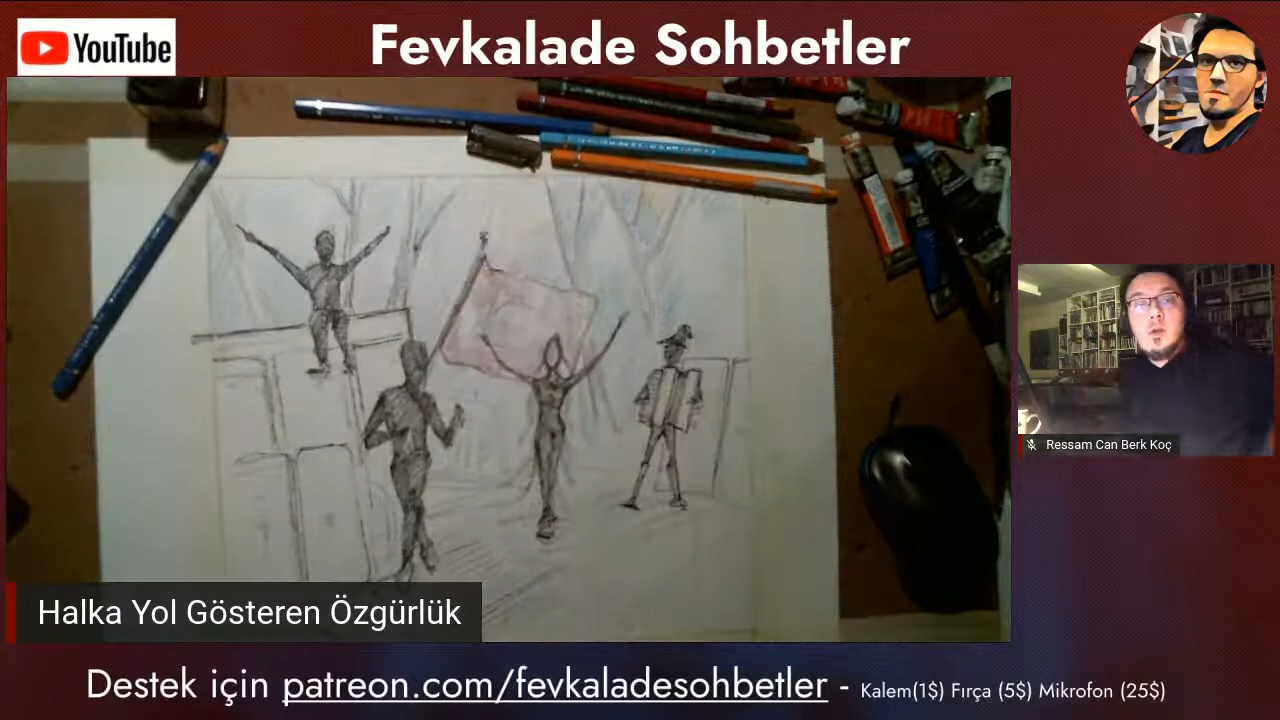 YouTube
Fevkalade Sohbetler
Ressam Can Berk Koç
Halka Yol Gösteren Özgürlük
Destek için patreon.com/fevkaladesohbetler - Kalem(1$) Fırça (5$) Mikrofon (25$)